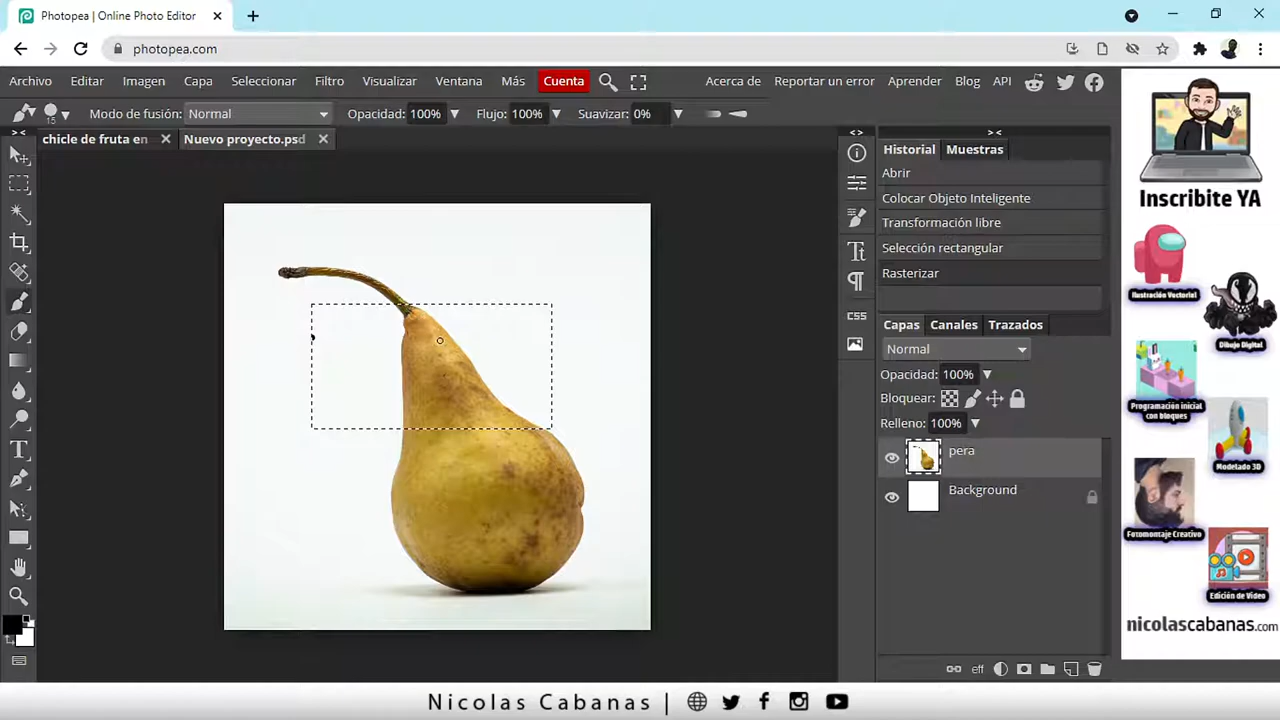 Photopea | Online Photo Editor
photopea.com
Archivo Editar Imagen Capa Seleccionar Filtro Visualizar Ventana Más Cuenta Acerca de Reportar un error Aprender Blog API
15 Modo de fusión: Normal Opacidad: 100% Flujo: 100% Suavizar: 0%
chicle de fruta en Nuevo proyecto.psd
Historial Muestras
Abrir
Colocar Objeto Inteligente
Transformación libre
Selección rectangular
Rasterizar
Capas Canales Trazados
Normal
Opacidad: 100%
Bloquear:
Relleno: 100%
pera
Background
CSS
eff
Inscribite YA
Ilustración Vectorial
Dibujo Digital
Programación inicial
con bloques
Modelado 3D
Fotomontaje Creativo
Edición de Video
nicolascabanas.com
Nicolas Cabanas |